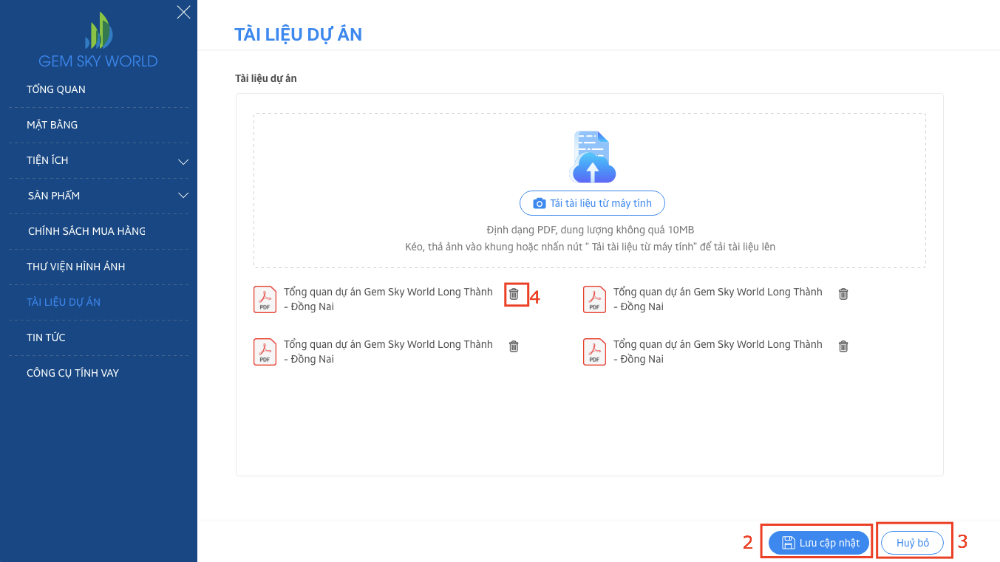 GEM SKY WORLD
TỔNG QUAN
MẶT BẰNG
TIỆN ÍCH
SẢN PHẨM
CHÍNH SÁCH MUA HÀNG
THƯ VIỆN HÌNH ẢNH
TÀI LIỆU DỰ ÁN
TIN TỨC
CÔNG CỤ TÍNH VAY
TÀI LIỆU DỰ ÁN
Tài liệu dự án
Tải tài liệu từ máy tính
Định dạng PDF, dung lượng không quá 10MB
Kéo, thả ảnh vào khung hoặc nhấn nút “ Tải tài liệu từ máy tính" để tải tài liệu lên
PDF
Tổng quan dự án Gem Sky World Long Thành
- Đồng Nai
4
PDF
Tổng quan dự án Gem Sky World Long Thành
- Đồng Nai
PDF
Tổng quan dự án Gem Sky World Long Thành
- Đồng Nai
PDF
Tổng quan dự án Gem Sky World Long Thành
- Đồng Nai
2
Lưu cập nhật
Huỷ bỏ
3